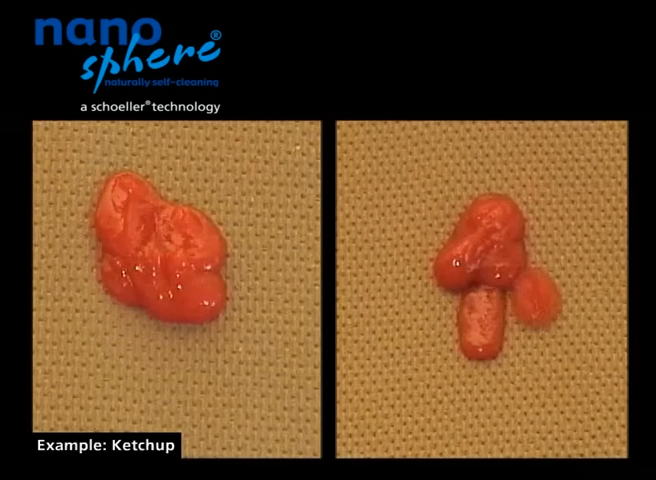 nano
sphere®
naturally self-cleaning
a schoeller® technology
Example: Ketchup